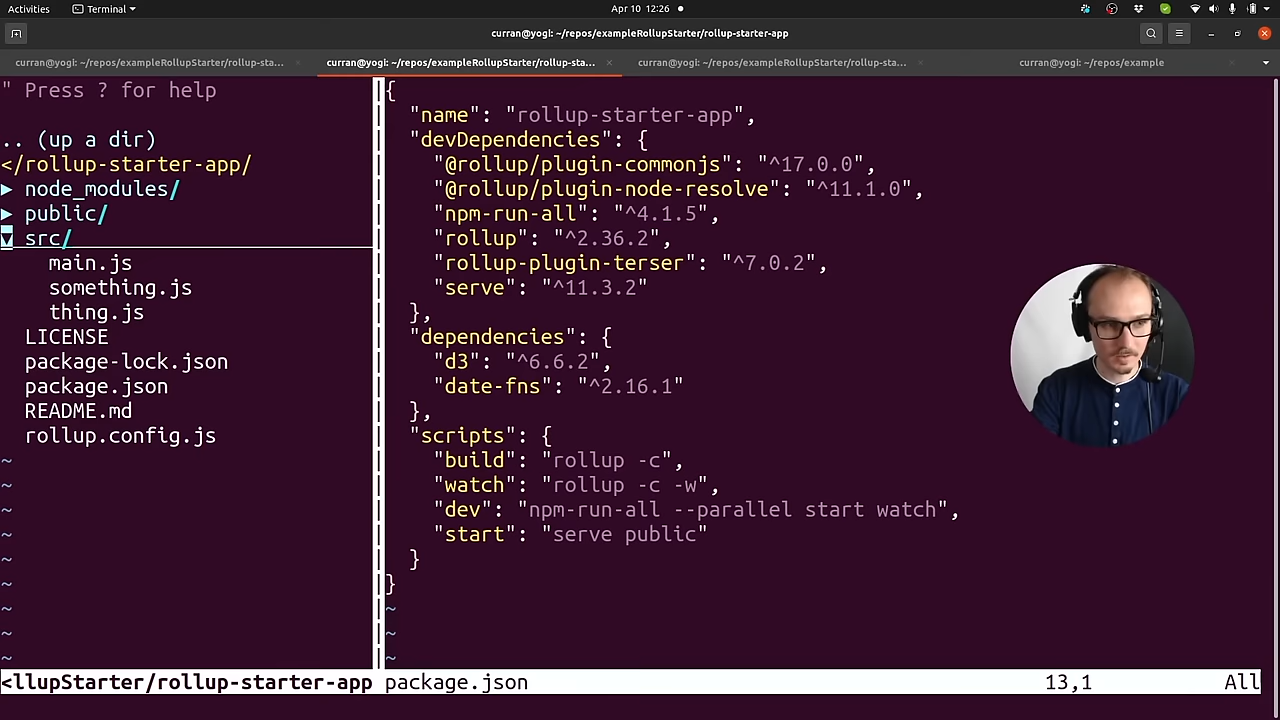 Activities Terminal Apr 10 12:26
curran@yogi: ~/repos/exampleRollupStarter/rollup-starter-app
curran@yogi: ~/repos/exampleRollupStarter/rollup-sta... × curran@yogi: ~/repos/exampleRollupStarter/rollup-sta... × curran@yogi: ~/repos/exampleRollupStarter/rollup-sta... × curran@yogi: ~/repos/example
" Press ? for help
.. (up a dir)
</rollup-starter-app/
▶ node_modules/
▶ public/
▼ src/
main.js
something.js
thing.js
LICENSE
package-lock.json
package.json
README.md
rollup.config.js
~
~
~
~
~
~
~
~
~
<llupStarter/rollup-starter-app
{
"name": "rollup-starter-app",
"devDependencies": {
"@rollup/plugin-commonjs": "^17.0.0",
"@rollup/plugin-node-resolve": "^11.1.0",
"npm-run-all": "^4.1.5",
"rollup": "^2.36.2",
"rollup-plugin-terser": "^7.0.2",
"serve": "^11.3.2"
},
"dependencies": {
"d3": "^6.6.2",
"date-fns": "^2.16.1"
},
"scripts": {
"build": "rollup -c",
"watch": "rollup -c -w",
"dev": "npm-run-all --parallel start watch",
"start": "serve public"
}
}
~
~
~
package.json 13,1 All